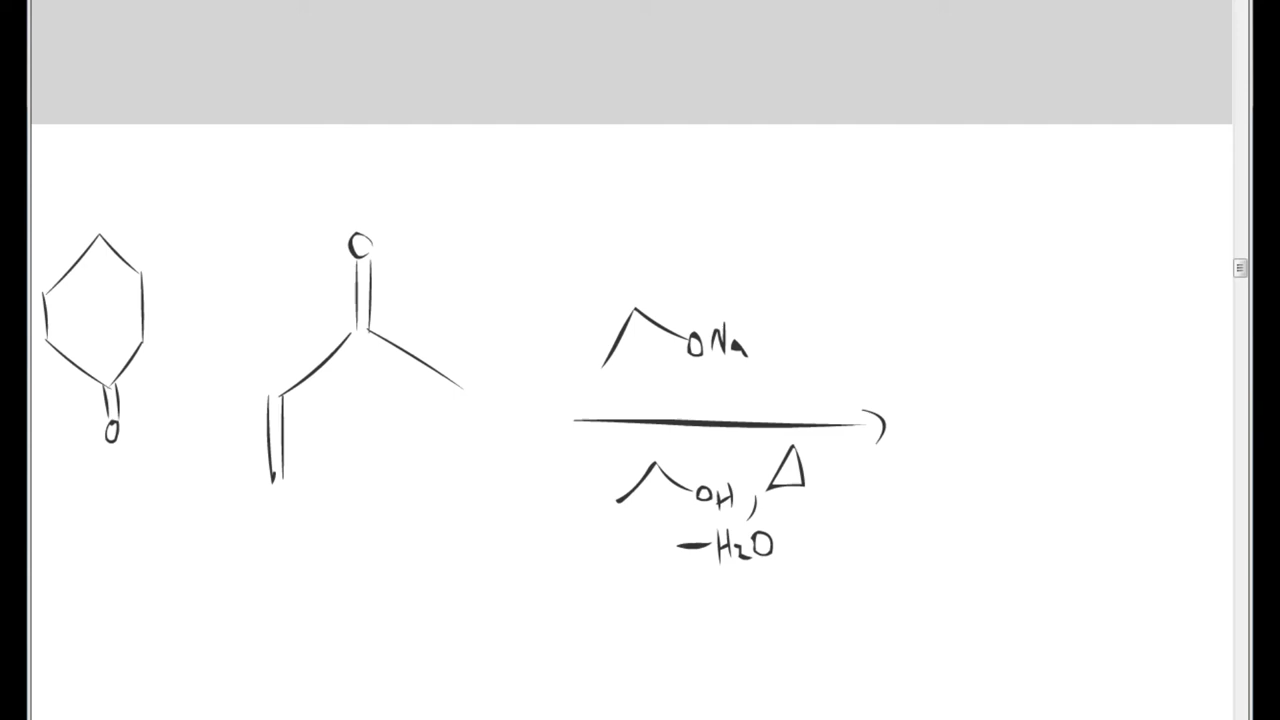 O
O
ONa
OH, Δ
–H₂O